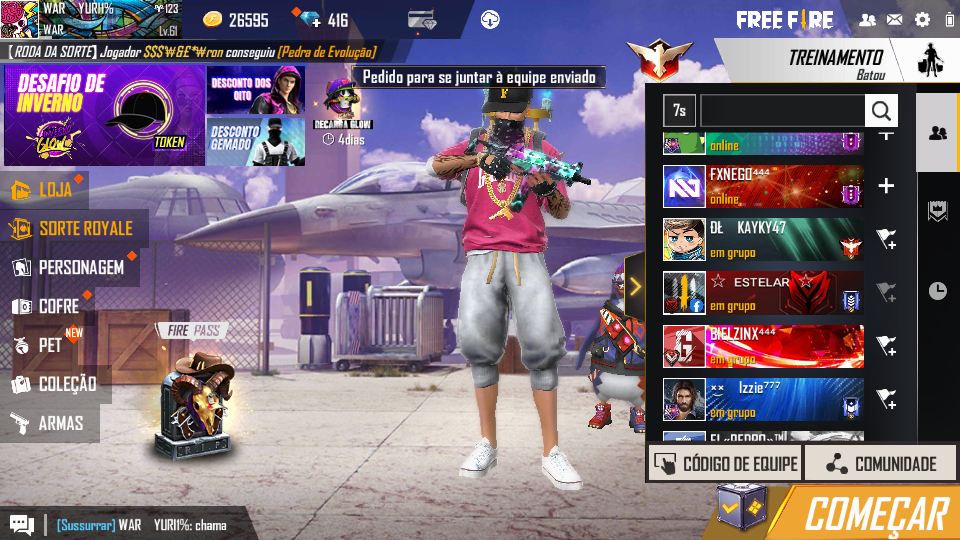 WAR YURI1% 123
WAR Lv.61
26595
416
FREE FIRE
[RODA DA SORTE] Jogador $$$₩&£*₩ron conseguiu [Pedra de Evolução]
Pedido para se juntar à equipe enviado
TREINAMENTO
Batou
DESAFIO DE
INVERNO
TOKEN
DESCONTO DOS
OITO
DESCONTO
GEMADO
RECARGA GLOW
4dias
7s
online
FXNEGO⁴⁴⁴
online
DŁ KAYKY47
em grupo
☆ ESTELAR
em grupo
BIELZINX⁴⁴⁴
em grupo
Izzie⁷⁷⁷
em grupo
LOJA
SORTE ROYALE
PERSONAGEM
COFRE
PET NEW
COLEÇÃO
ARMAS
FIRE PASS
CÓDIGO DE EQUIPE
COMUNIDADE
[Sussurrar] WAR YURI1%: chama
COMEÇAR